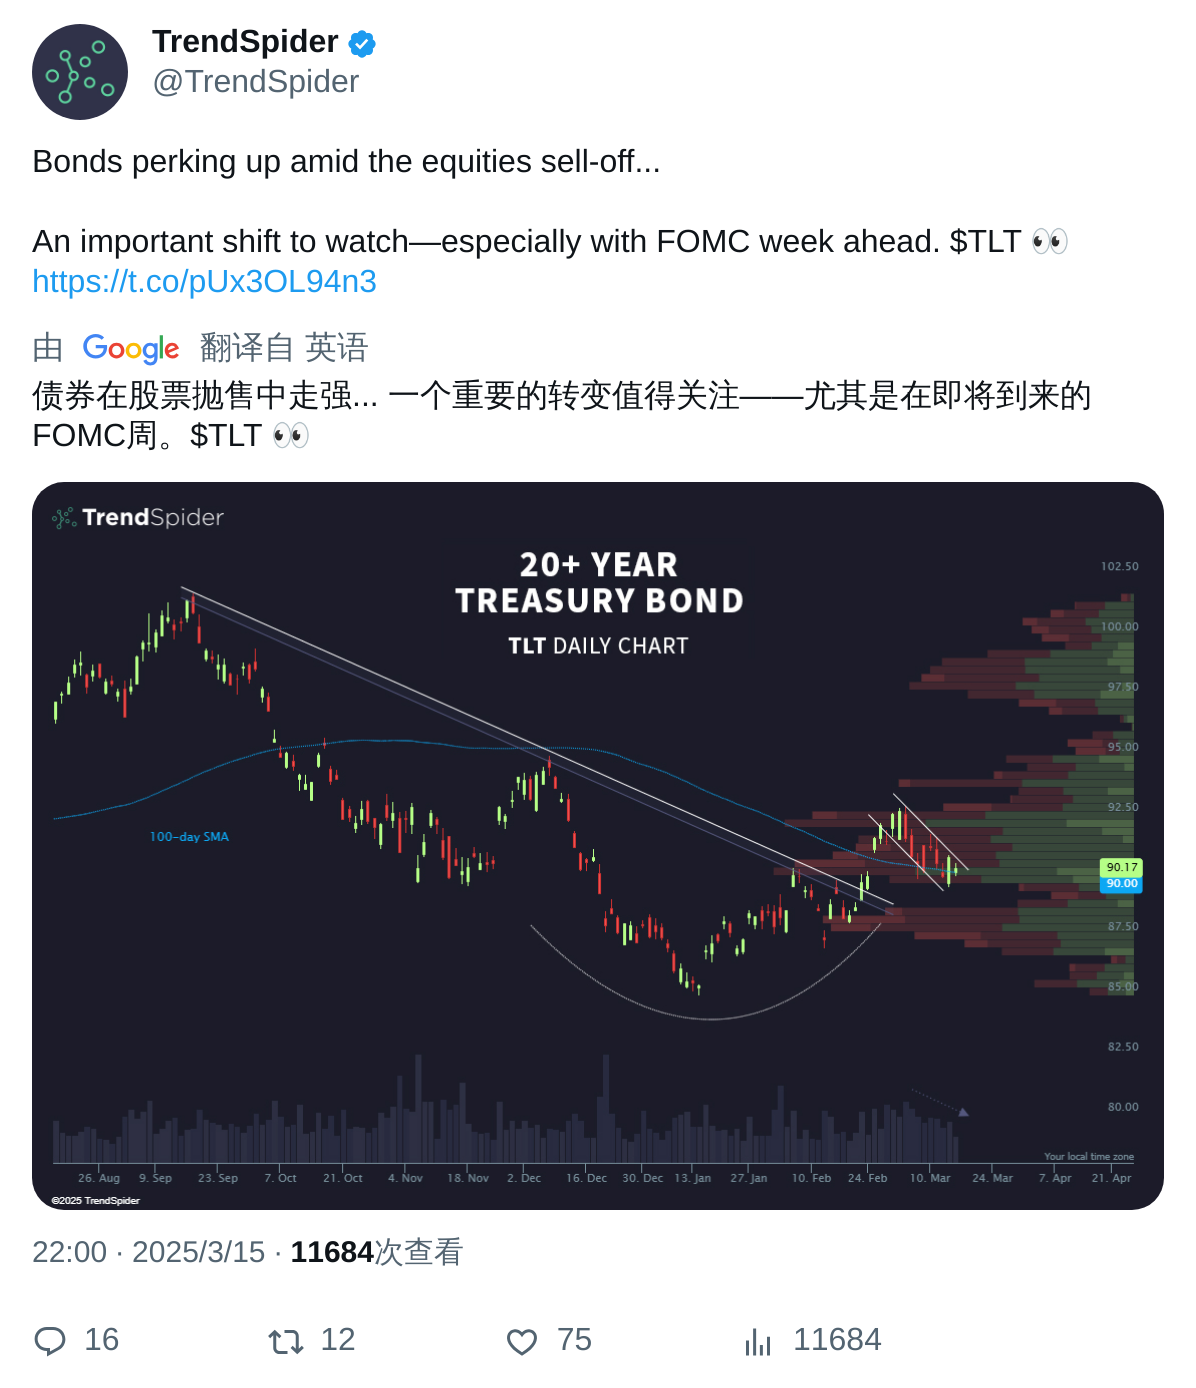 TrendSpider
@TrendSpider
Bonds perking up amid the equities sell-off...
An important shift to watch—especially with FOMC week ahead. $TLT 👀
https://t.co/pUx3OL94n3
由 Google 翻译自 英语
债券在股票抛售中走强... 一个重要的转变值得关注——尤其是在即将到来的
FOMC周。$TLT 👀
TrendSpider
20+ YEAR
TREASURY BOND
TLT DAILY CHART
102.50
100.00
97.50
95.00
92.50
100-day SMA
90.17
90.00
87.50
85.00
82.50
80.00
Your local time zone
26. Aug 9. Sep 23. Sep 7. Oct 21. Oct 4. Nov 18. Nov 2. Dec 16. Dec 30. Dec 13. Jan 27. Jan 10. Feb 24. Feb 10. Mar 24. Mar 7. Apr 21. Apr
©2025 TrendSpider
22:00 · 2025/3/15 · 11684次查看
16 12 75 11684